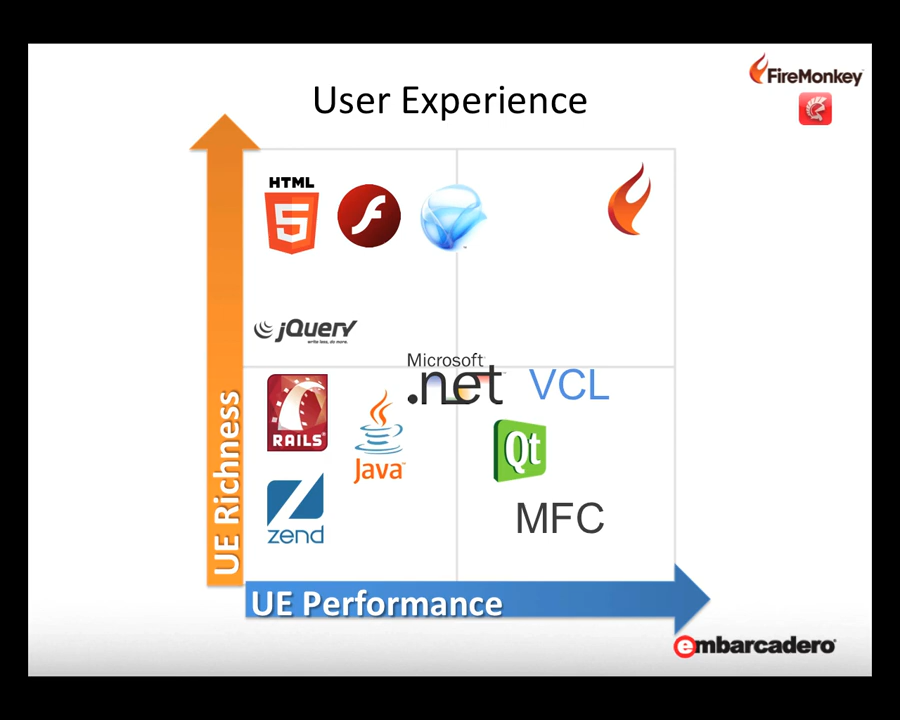 FireMonkey
User Experience
HTML
5
jQuery
write less, do more.
Microsoft
.net
VCL
RAILS
Java
Qt
zend
MFC
UE Richness
UE Performance
embarcadero